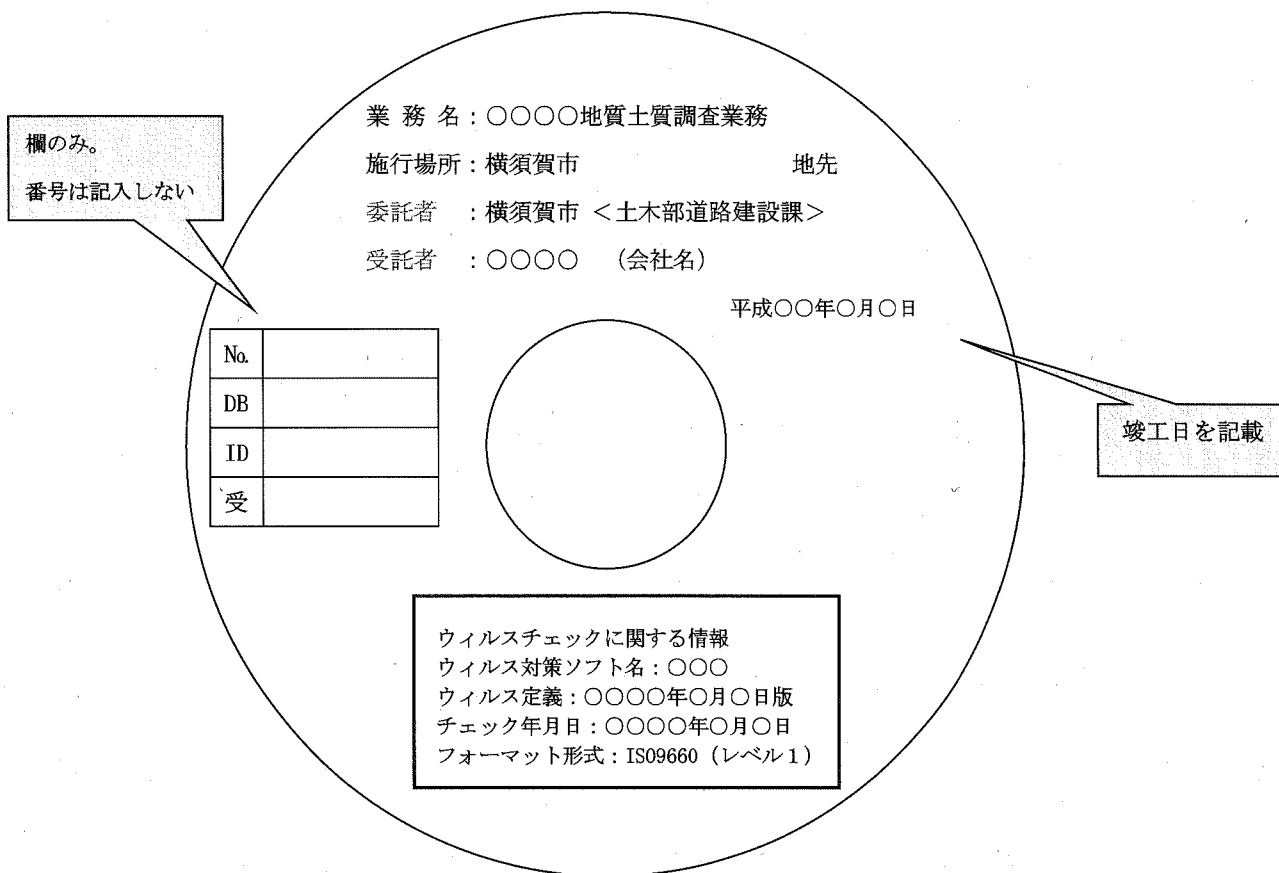 業 務 名：○○○○地質土質調査業務
施行場所：横須賀市　　　　　　　　地先
委託者　：横須賀市 ＜土木部道路建設課＞
受託者　：○○○○　（会社名）
平成○○年○月○日
欄のみ。
番号は記入しない
No.
DB
ID
受
竣工日を記載
ウィルスチェックに関する情報
ウィルス対策ソフト名：○○○
ウィルス定義：○○○○年○月○日版
チェック年月日：○○○○年○月○日
フォーマット形式：ISO9660（レベル１）